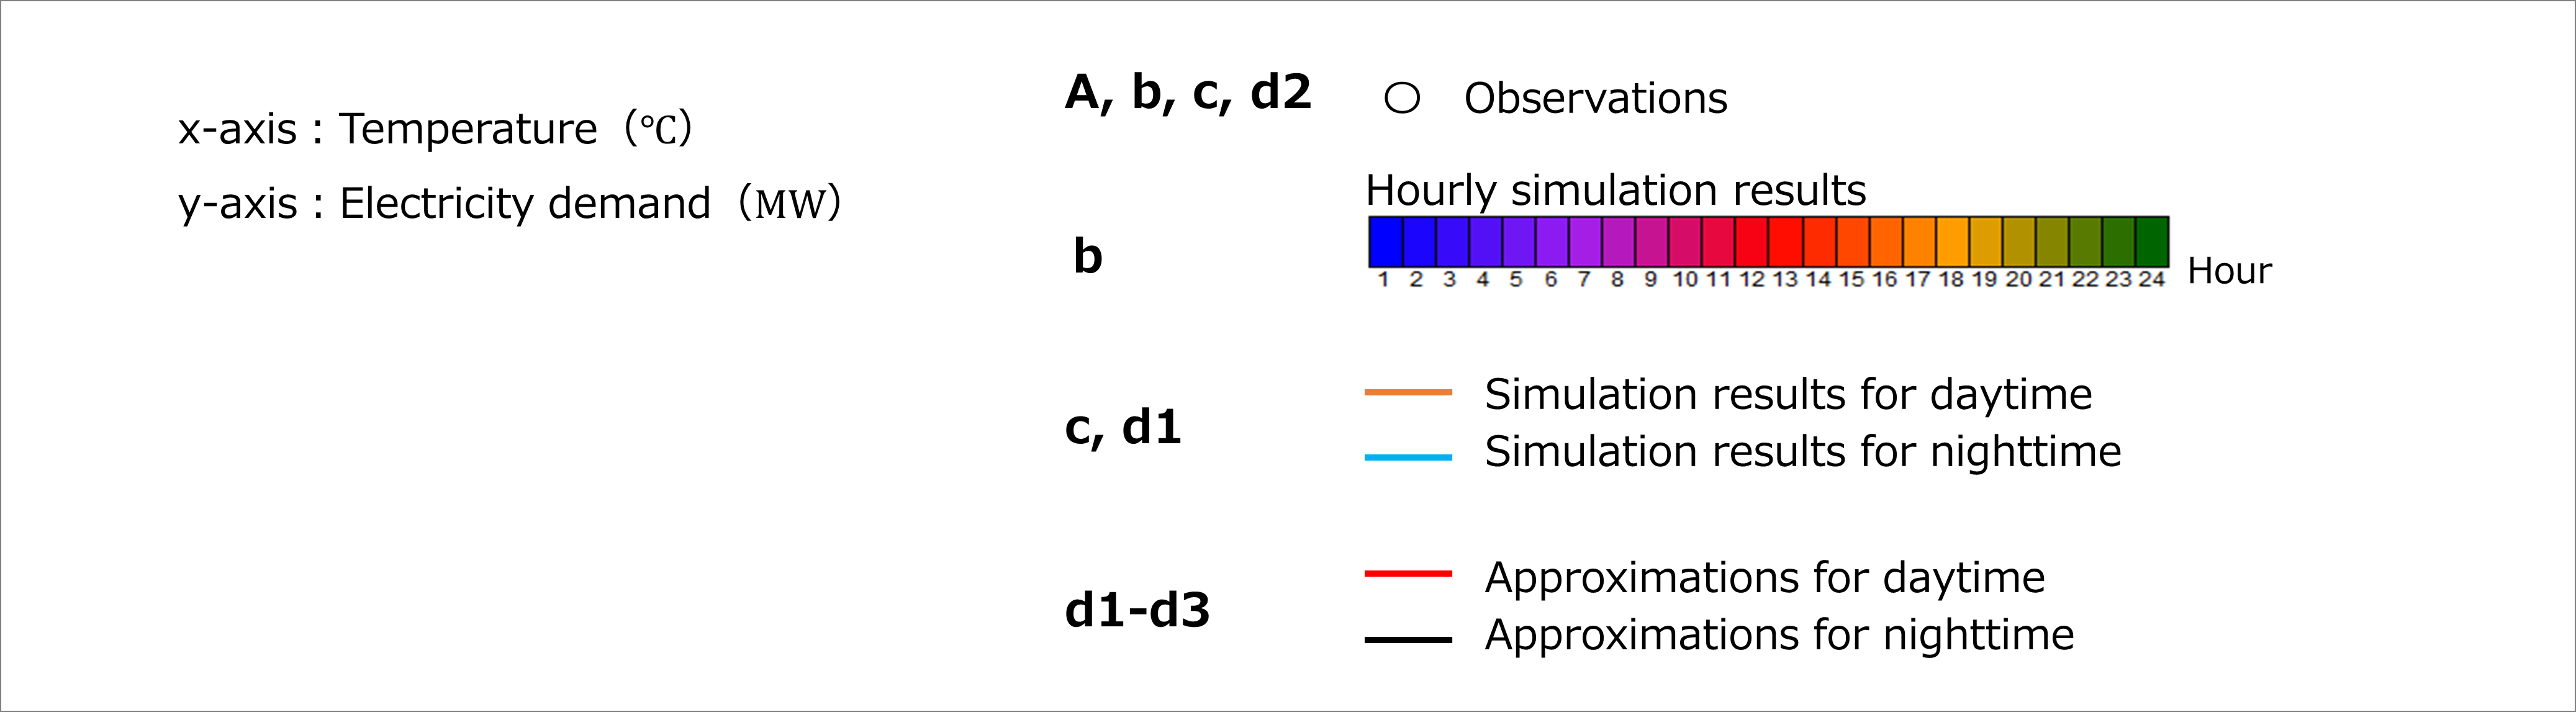 x-axis : Temperature（℃）
y-axis : Electricity demand（MW）
A, b, c, d2
Observations
b
Hourly simulation results
1 2 3 4 5 6 7 8 9 10 11 12 13 14 15 16 17 18 19 20 21 22 23 24
Hour
c, d1
Simulation results for daytime
Simulation results for nighttime
d1-d3
Approximations for daytime
Approximations for nighttime